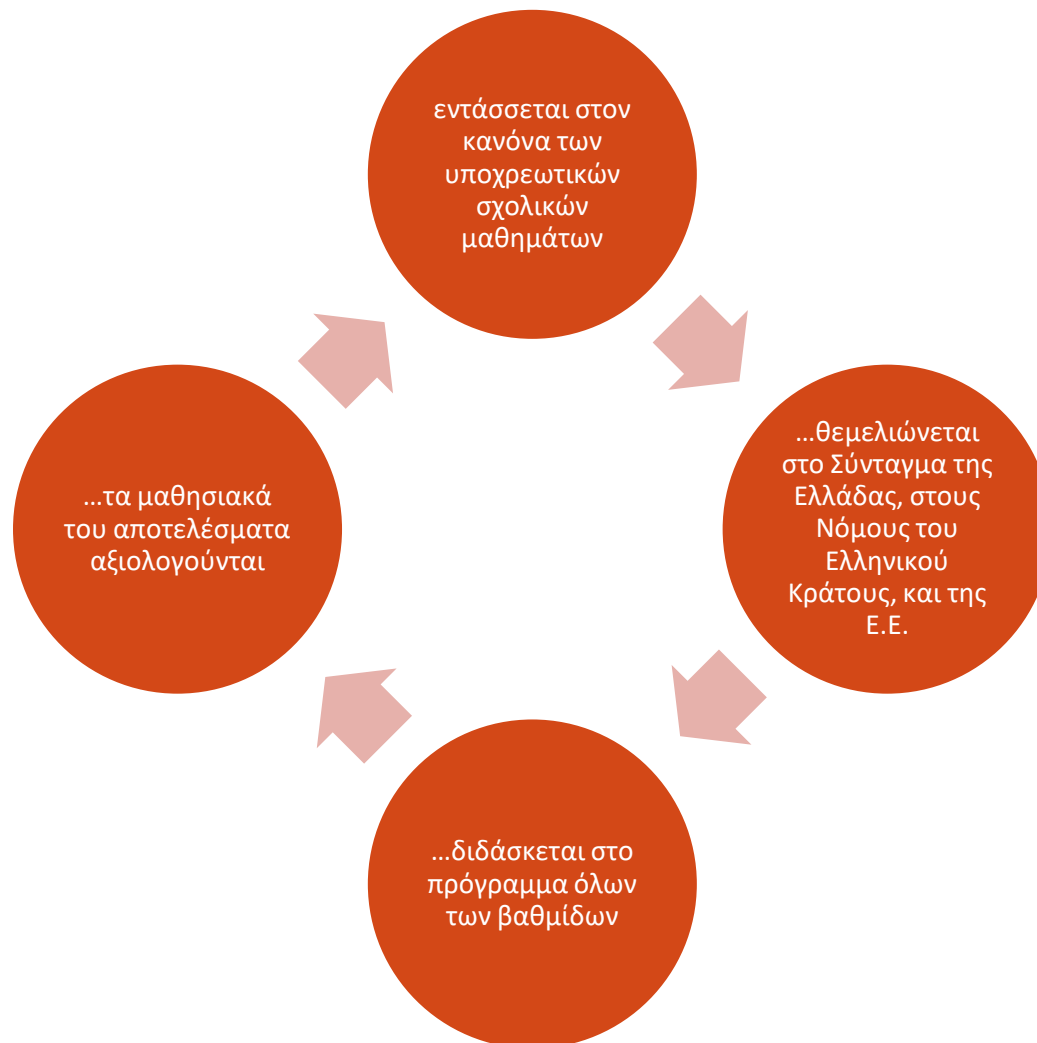 εντάσσεται στον
κανόνα των
υποχρεωτικών
σχολικών
μαθημάτων
...θεμελιώνεται
στο Σύνταγμα της
Ελλάδας, στους
Νόμους του
Ελληνικού
Κράτους, και της
Ε.Ε.
...διδάσκεται στο
πρόγραμμα όλων
των βαθμίδων
...τα μαθησιακά
του αποτελέσματα
αξιολογούνται